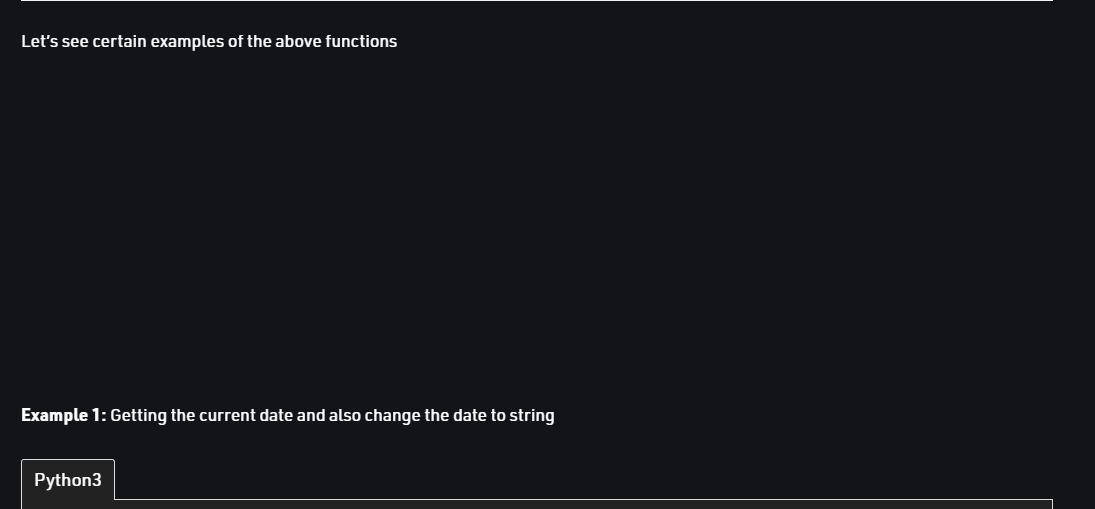 Let’s see certain examples of the above functions
Example 1: Getting the current date and also change the date to string
Python3